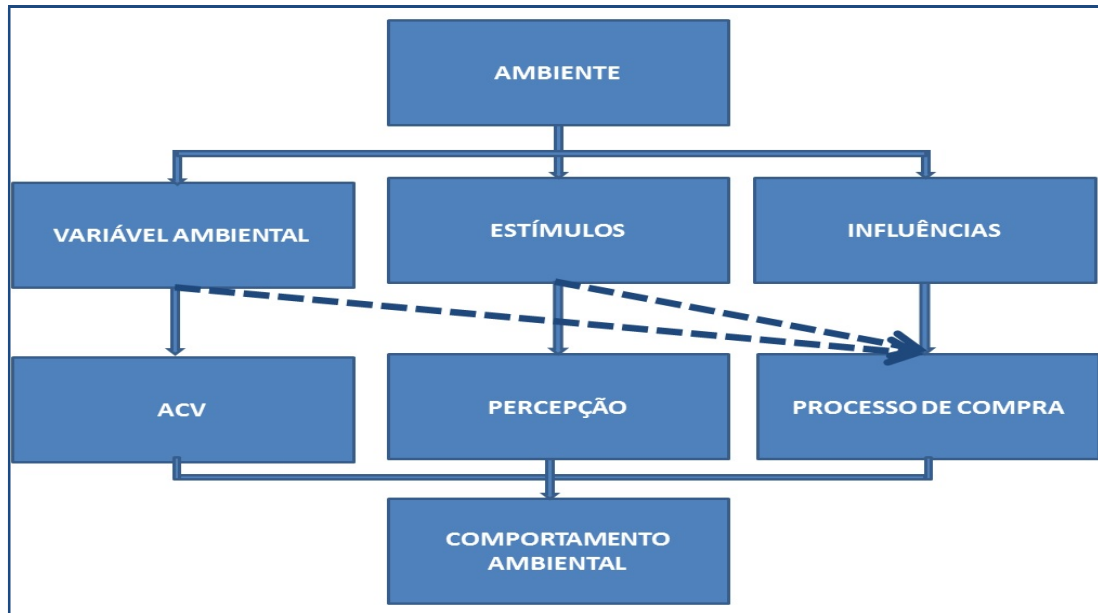 AMBIENTE
VARIÁVEL AMBIENTAL
ESTÍMULOS
INFLUÊNCIAS
ACV
PERCEPÇÃO
PROCESSO DE COMPRA
COMPORTAMENTO
AMBIENTAL